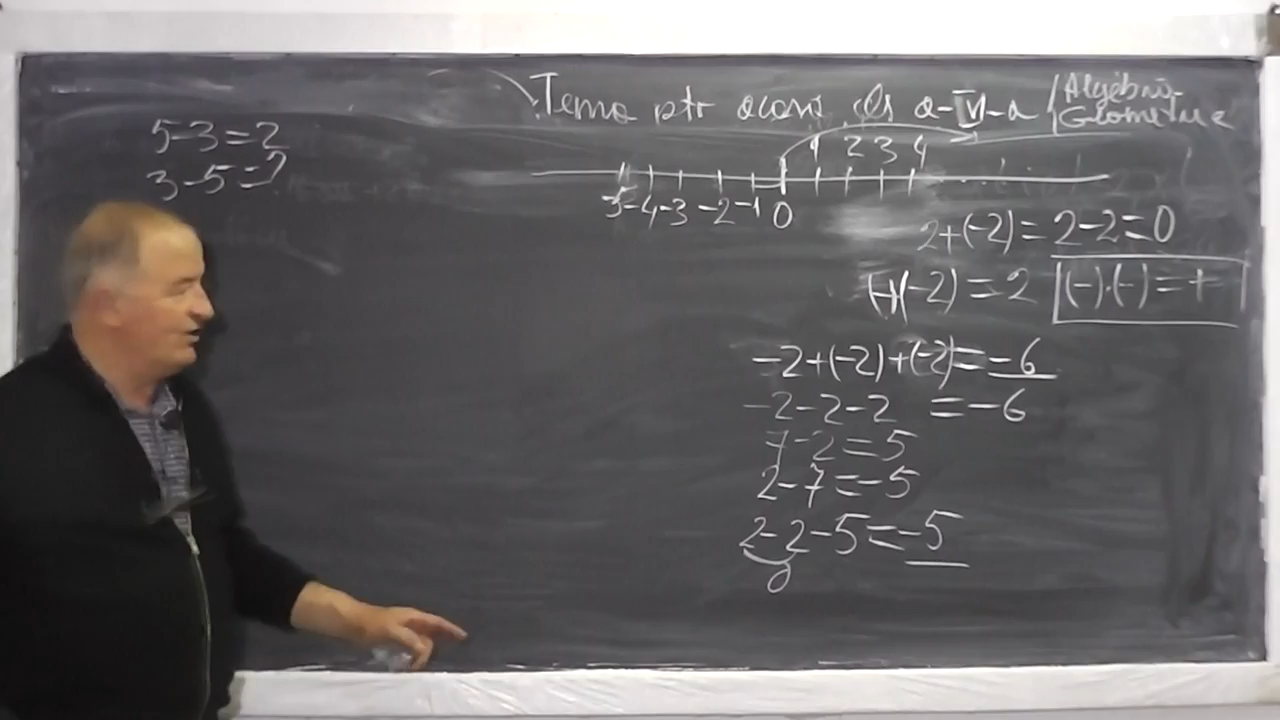 Tema ptr acasă cls a-VI-a / Algebră
Geometrie
5-3=2
3-5=?
1 2 3 4
-5 -4 -3 -2 -1 0
2+(-2)=2-2=0
(-)(-2)=2 (-)·(-)=+
-2+(-2)+(-2)=-6
-2-2-2 =-6
7-2=5
2-7=-5
2-2-5=-5
0